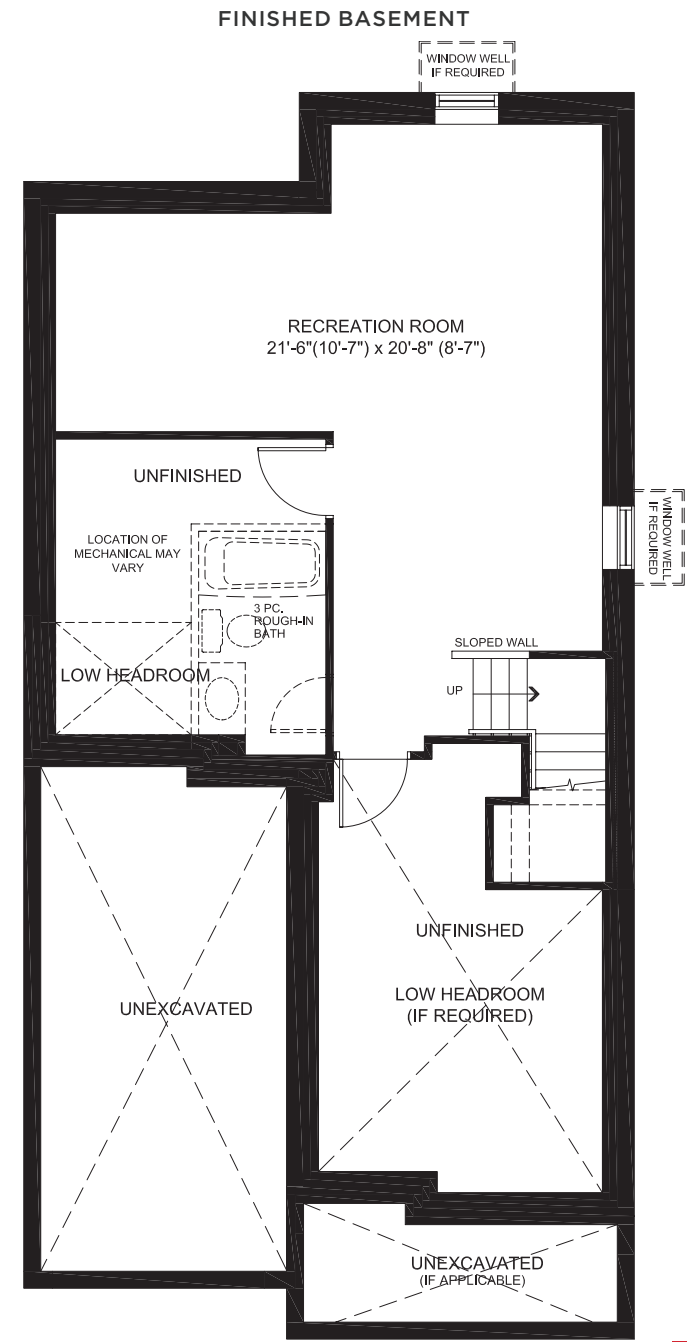 FINISHED BASEMENT
WINDOW WELL
IF REQUIRED
RECREATION ROOM
21'-6"(10'-7") x 20'-8" (8'-7")
UNFINISHED
LOCATION OF
MECHANICAL MAY
VARY
WINDOW WELL
IF REQUIRED
3 PC.
ROUGH-IN
BATH
SLOPED WALL
LOW HEADROOM
UP
UNFINISHED
LOW HEADROOM
(IF REQUIRED)
UNEXCAVATED
UNEXCAVATED
(IF APPLICABLE)